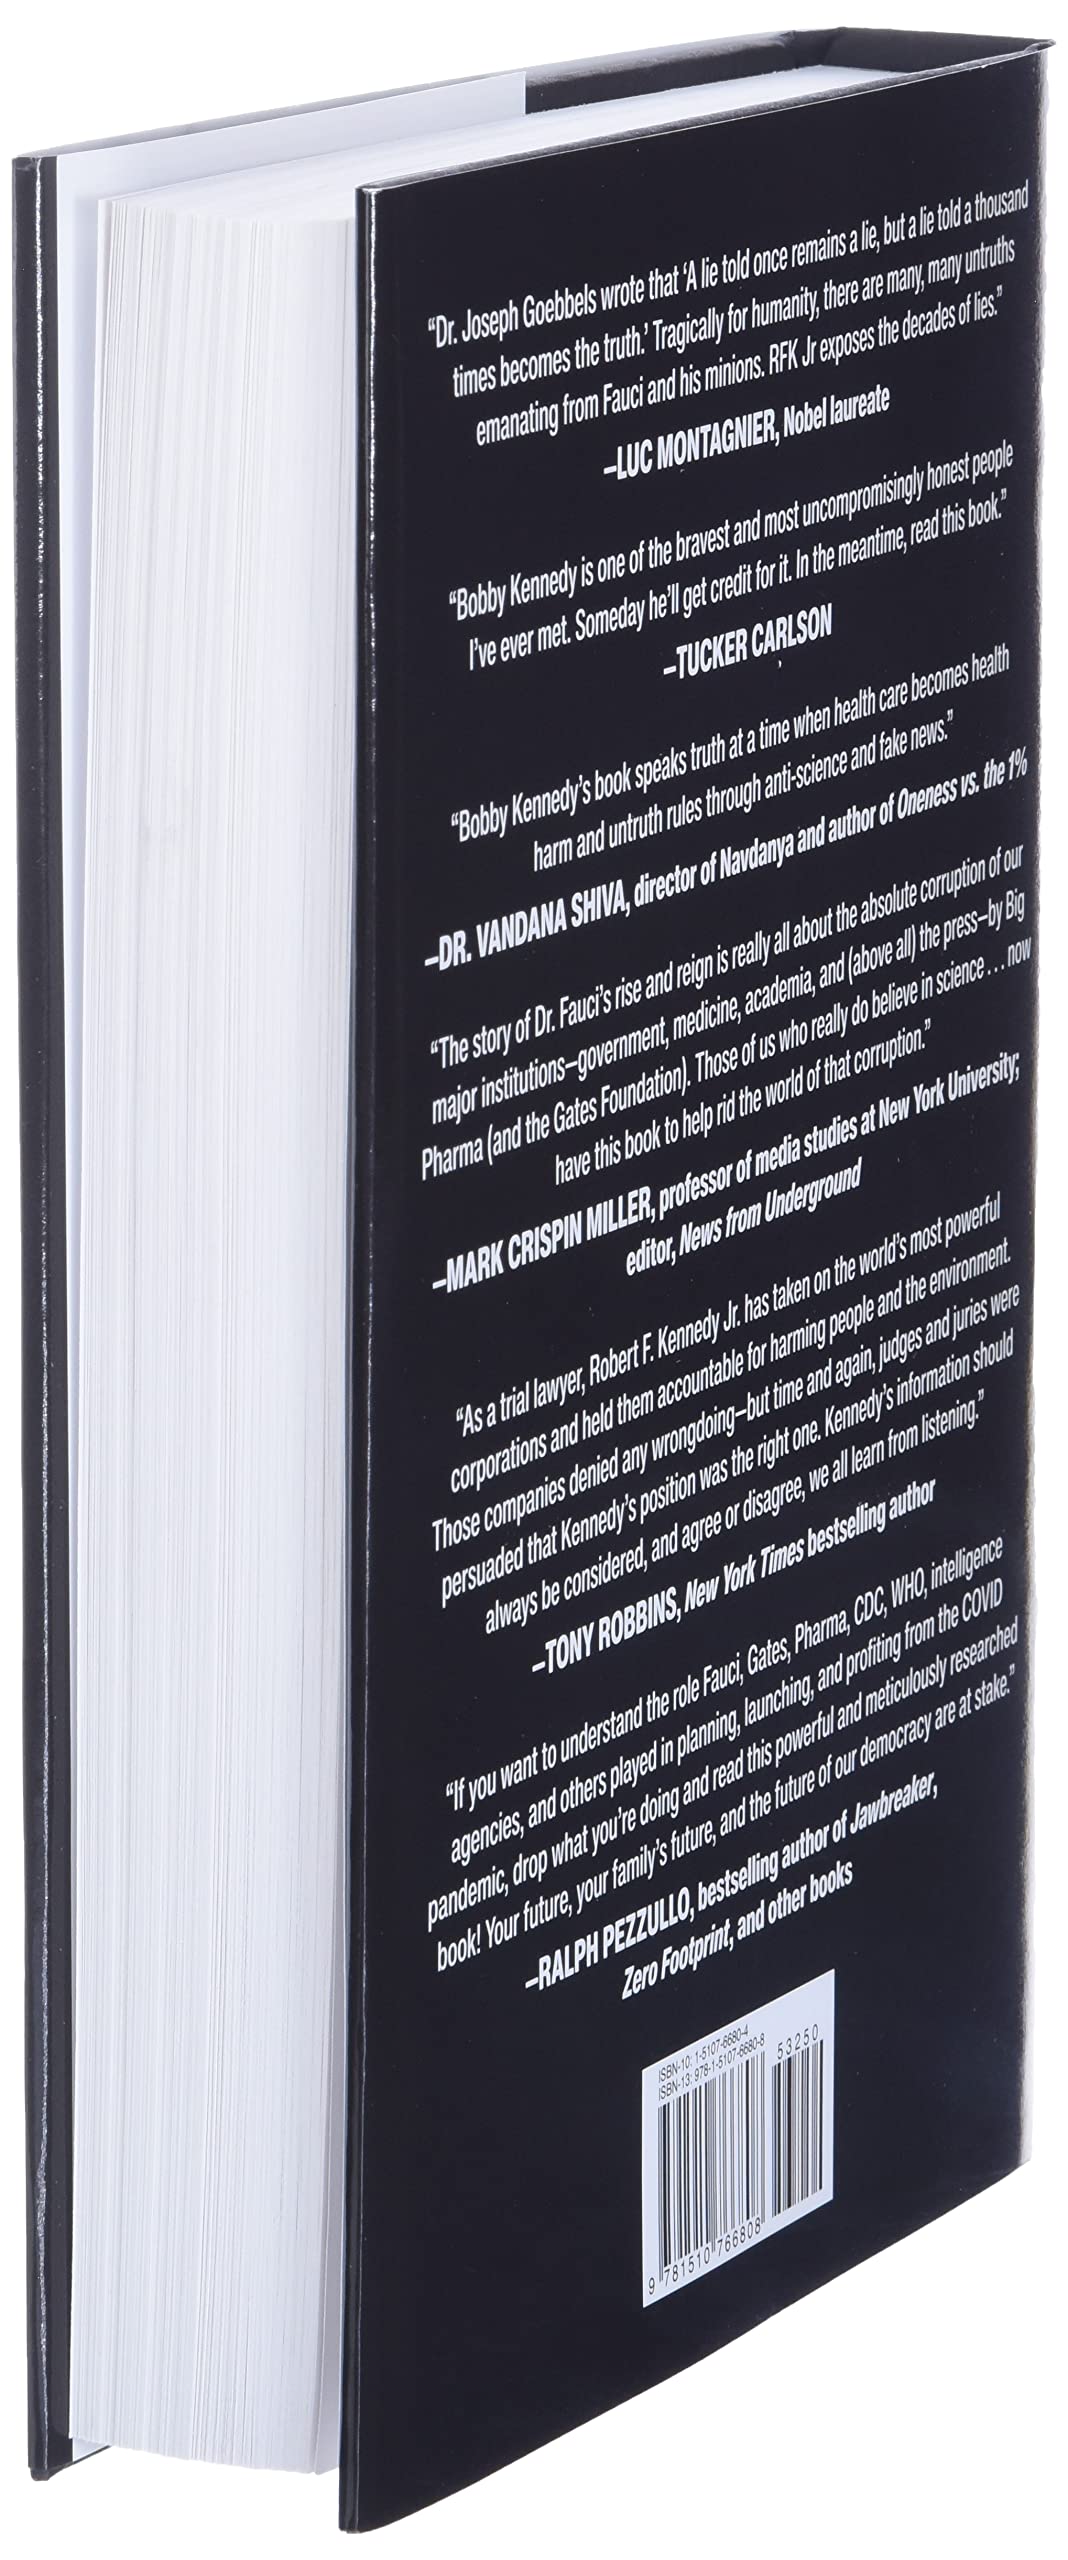 “Dr. Joseph Goebbels wrote that ‘A lie told once remains a lie, but a lie told a thousand
times becomes the truth.’ Tragically for humanity, there are many, many untruths
emanating from Fauci and his minions. RFK Jr exposes the decades of lies.”
–LUC MONTAGNIER, Nobel laureate
“Bobby Kennedy is one of the bravest and most uncompromisingly honest people
I’ve ever met. Someday he’ll get credit for it. In the meantime, read this book.”
–TUCKER CARLSON
“Bobby Kennedy’s book speaks truth at a time when health care becomes health
harm and untruth rules through anti-science and fake news.”
–DR. VANDANA SHIVA, director of Navdanya and author of Oneness vs. the 1%
“The story of Dr. Fauci’s rise and reign is really all about the absolute corruption of our
major institutions–government, medicine, academia, and (above all) the press–by Big
Pharma (and the Gates Foundation). Those of us who really do believe in science . . . now
have this book to help rid the world of that corruption.”
–MARK CRISPIN MILLER, professor of media studies at New York University;
editor, News from Underground
“As a trial lawyer, Robert F. Kennedy Jr. has taken on the world’s most powerful
corporations and held them accountable for harming people and the environment.
Those companies denied any wrongdoing–but time and again, judges and juries were
persuaded that Kennedy’s position was the right one. Kennedy’s information should
always be considered, and agree or disagree, we all learn from listening.”
–TONY ROBBINS, New York Times bestselling author
“If you want to understand the role Fauci, Gates, Pharma, CDC, WHO, intelligence
agencies, and others played in planning, launching, and profiting from the COVID
pandemic, drop what you’re doing and read this powerful and meticulously researched
book! Your future, your family’s future, and the future of our democracy are at stake.”
–RALPH PEZZULLO, bestselling author of Jawbreaker,
Zero Footprint, and other books
ISBN-10: 1-5107-6680-4
ISBN-13: 978-1-5107-6680-8
53250
9 781510 766808